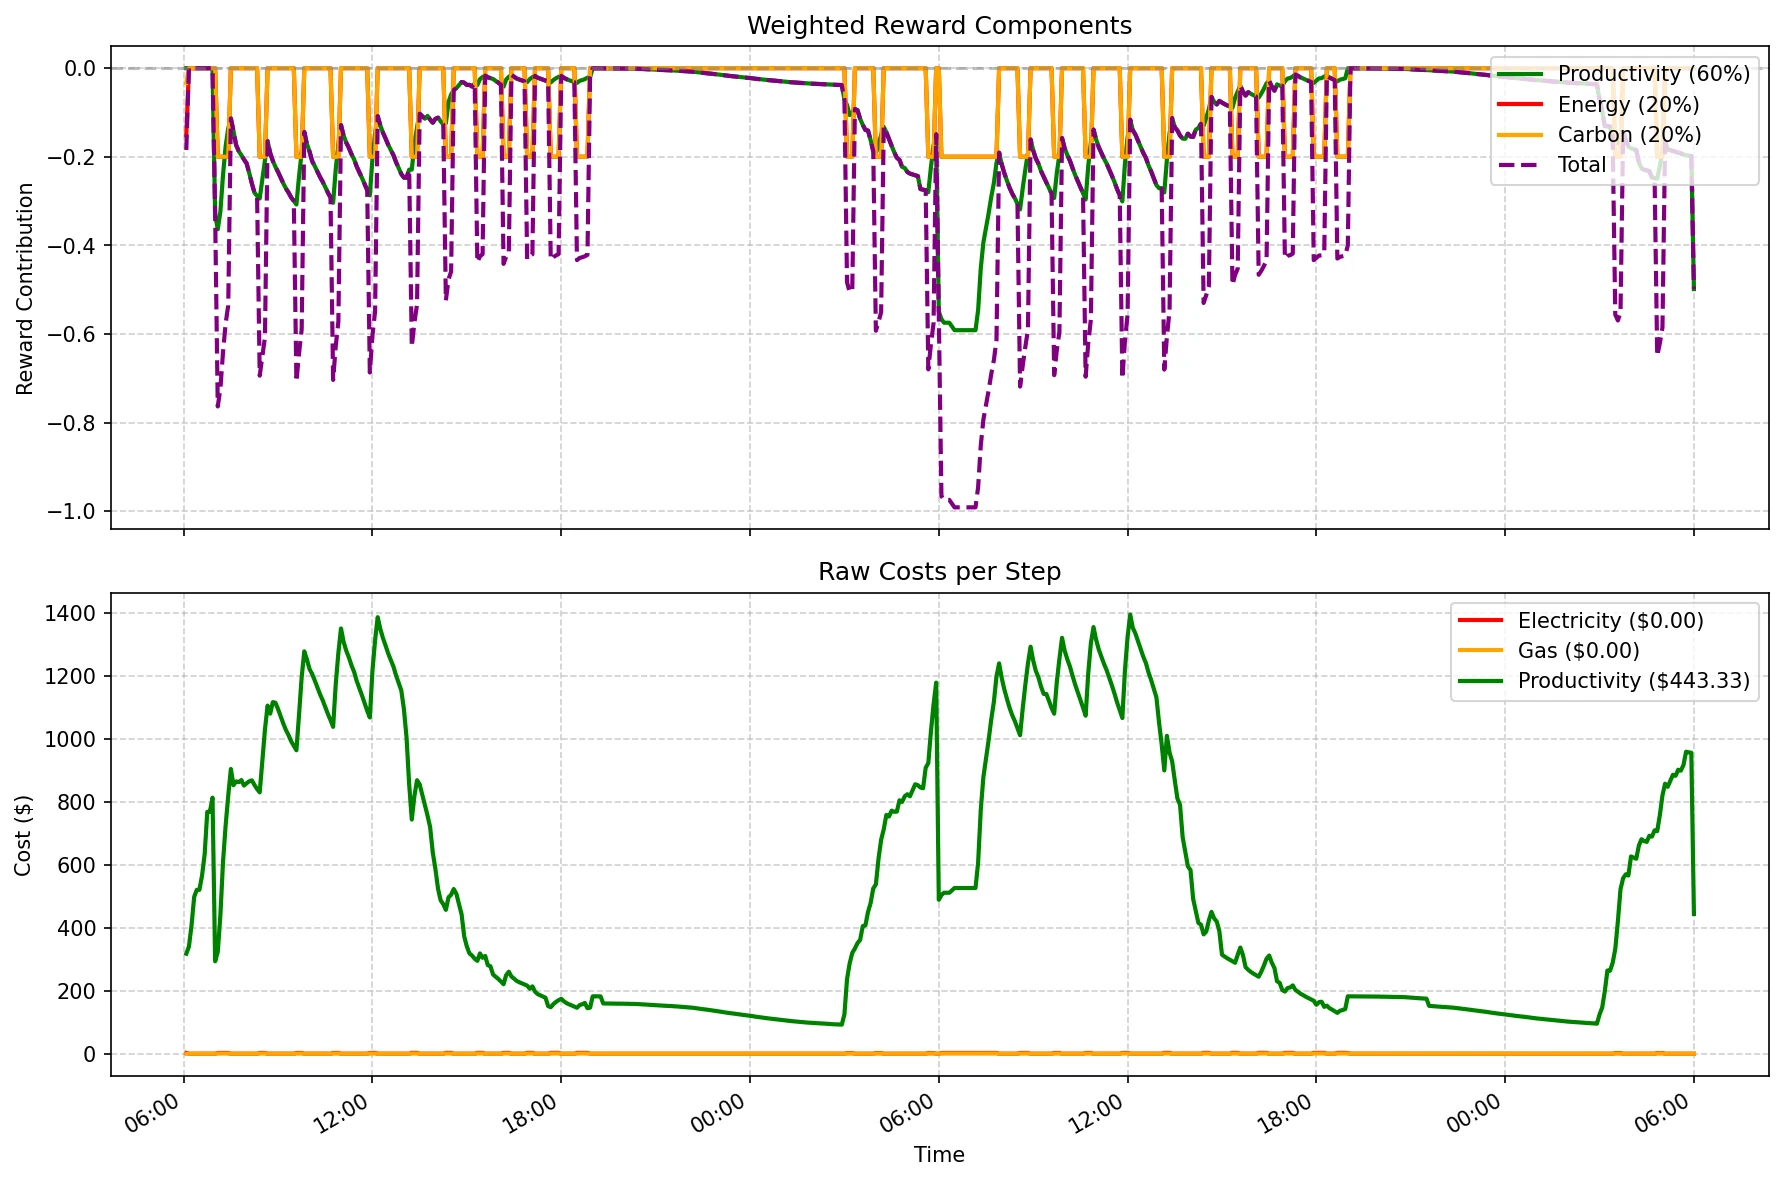 Weighted Reward Components
0.0
−0.2
−0.4
−0.6
−0.8
−1.0
Reward Contribution
Productivity (60%)
Energy (20%)
Carbon (20%)
Total
Raw Costs per Step
1400
1200
1000
800
600
400
200
0
Cost ($)
Electricity ($0.00)
Gas ($0.00)
Productivity ($443.33)
06:00 12:00 18:00 00:00 06:00 12:00 18:00 00:00 06:00
Time